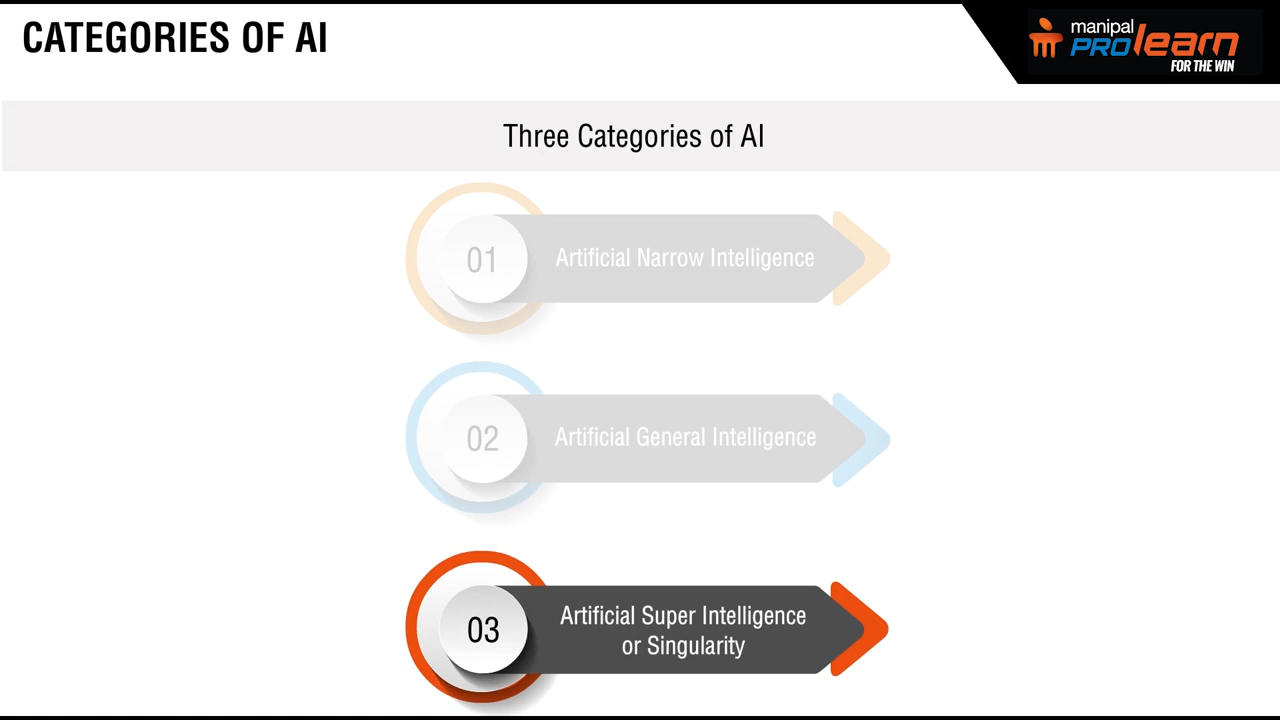 CATEGORIES OF AI
manipal
PROlearn
FOR THE WIN
Three Categories of AI
01
Artificial Narrow Intelligence
02
Artificial General Intelligence
03
Artificial Super Intelligence
or Singularity